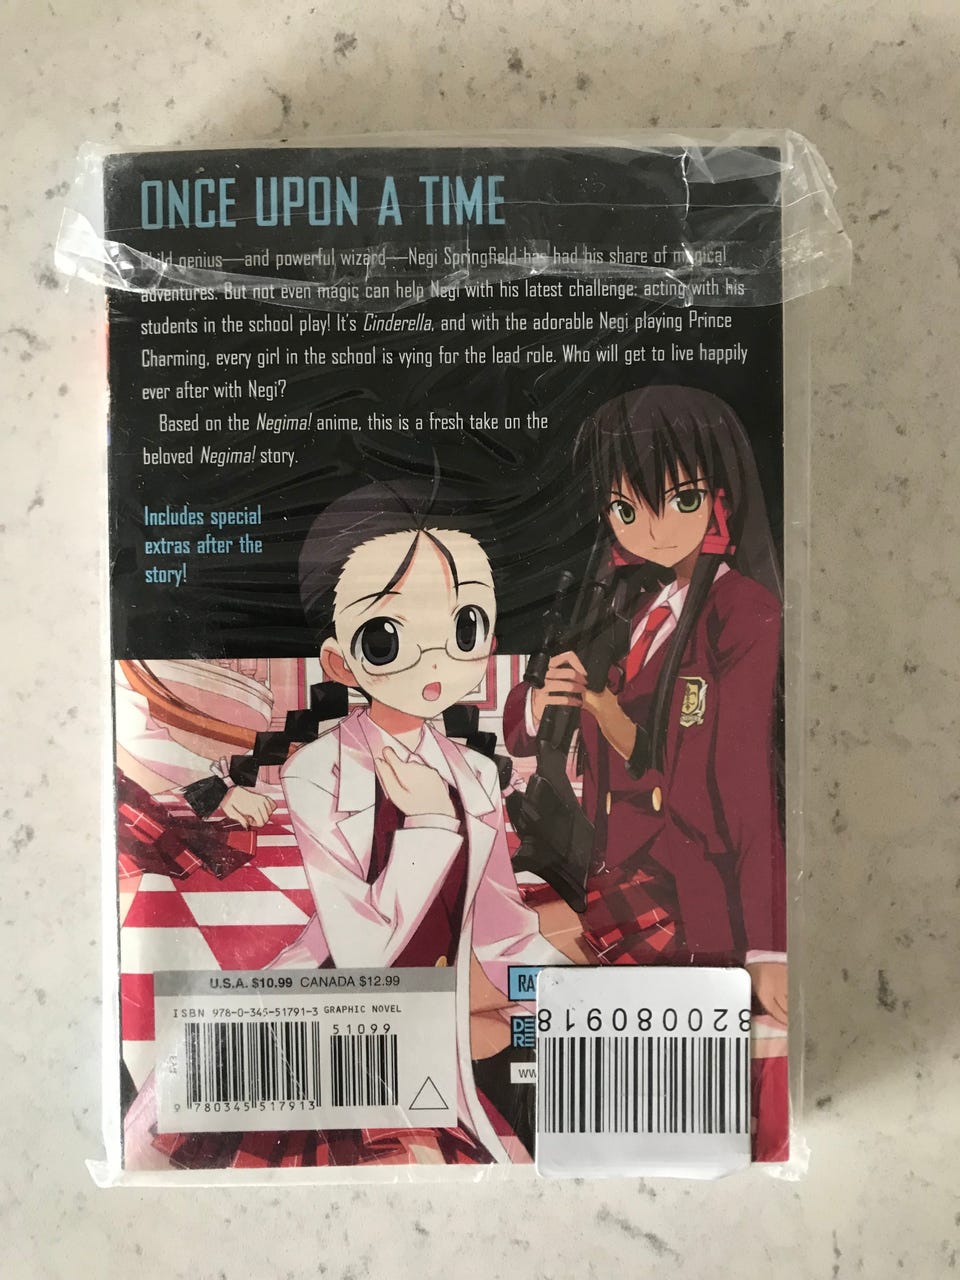 ONCE UPON A TIME
Child genius—and powerful wizard—Negi Springfield has had his share of magical
adventures. But not even magic can help Negi with his latest challenge: acting with his
students in the school play! It's Cinderella, and with the adorable Negi playing Prince
Charming, every girl in the school is vying for the lead role. Who will get to live happily
ever after with Negi?
Based on the Negima! anime, this is a fresh take on the
beloved Negima! story.
Includes special
extras after the
story!
U.S.A. $10.99 CANADA $12.99
ISBN 978-0-345-51791-3 GRAPHIC NOVEL
51099
9 780345 517913
RA
DE
RE
ww
820080918